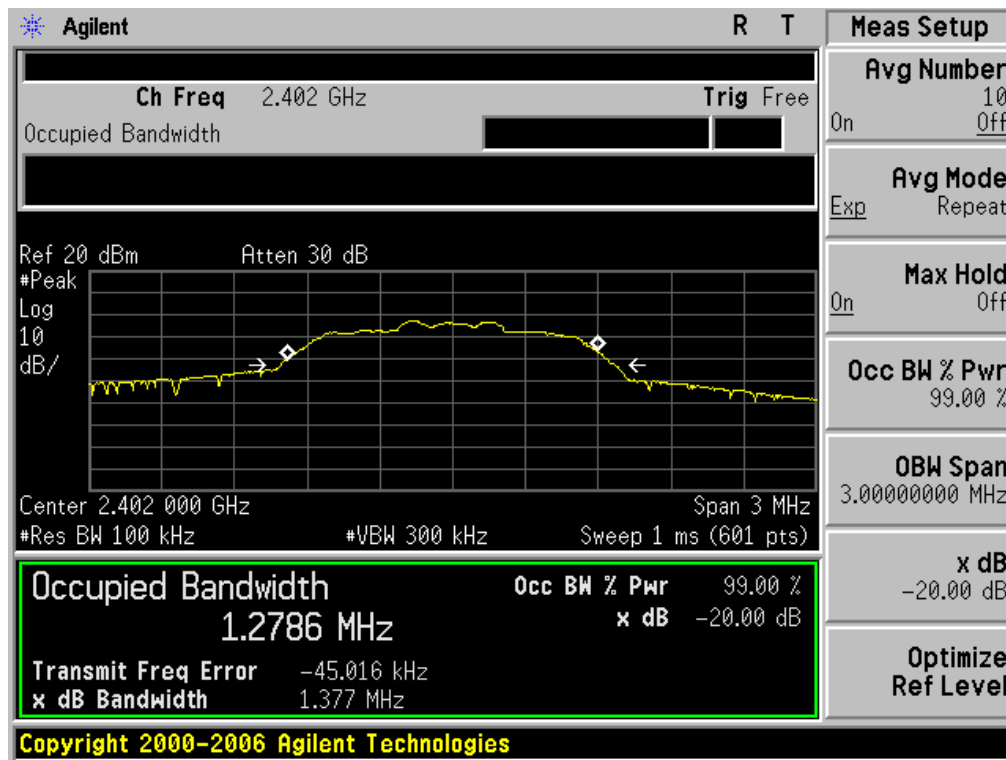 Agilent R T
Ch Freq 2.402 GHz Trig Free
Occupied Bandwidth
Ref 20 dBm Atten 30 dB
#Peak
Log
10
dB/
Center 2.402 000 GHz Span 3 MHz
#Res BW 100 kHz #VBW 300 kHz Sweep 1 ms (601 pts)
Occupied Bandwidth Occ BW % Pwr 99.00 %
1.2786 MHz x dB -20.00 dB
Transmit Freq Error -45.016 kHz
x dB Bandwidth 1.377 MHz
Copyright 2000-2006 Agilent Technologies
Meas Setup
Avg Number
10
On Off
Avg Mode
Exp Repeat
Max Hold
On Off
Occ BW % Pwr
99.00 %
OBW Span
3.00000000 MHz
x dB
-20.00 dB
Optimize
Ref Level